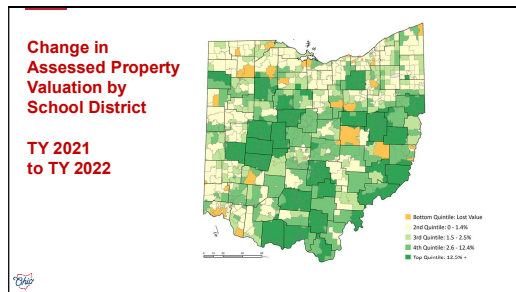 Change in
Assessed Property
Valuation by
School District
TY 2021
to TY 2022
Bottom Quintile: Lost Value
2nd Quintile: 0 - 1.4%
3rd Quintile: 1.5 - 2.5%
4th Quintile: 2.6 - 12.4%
Top Quintile: 12.5% +
Ohio